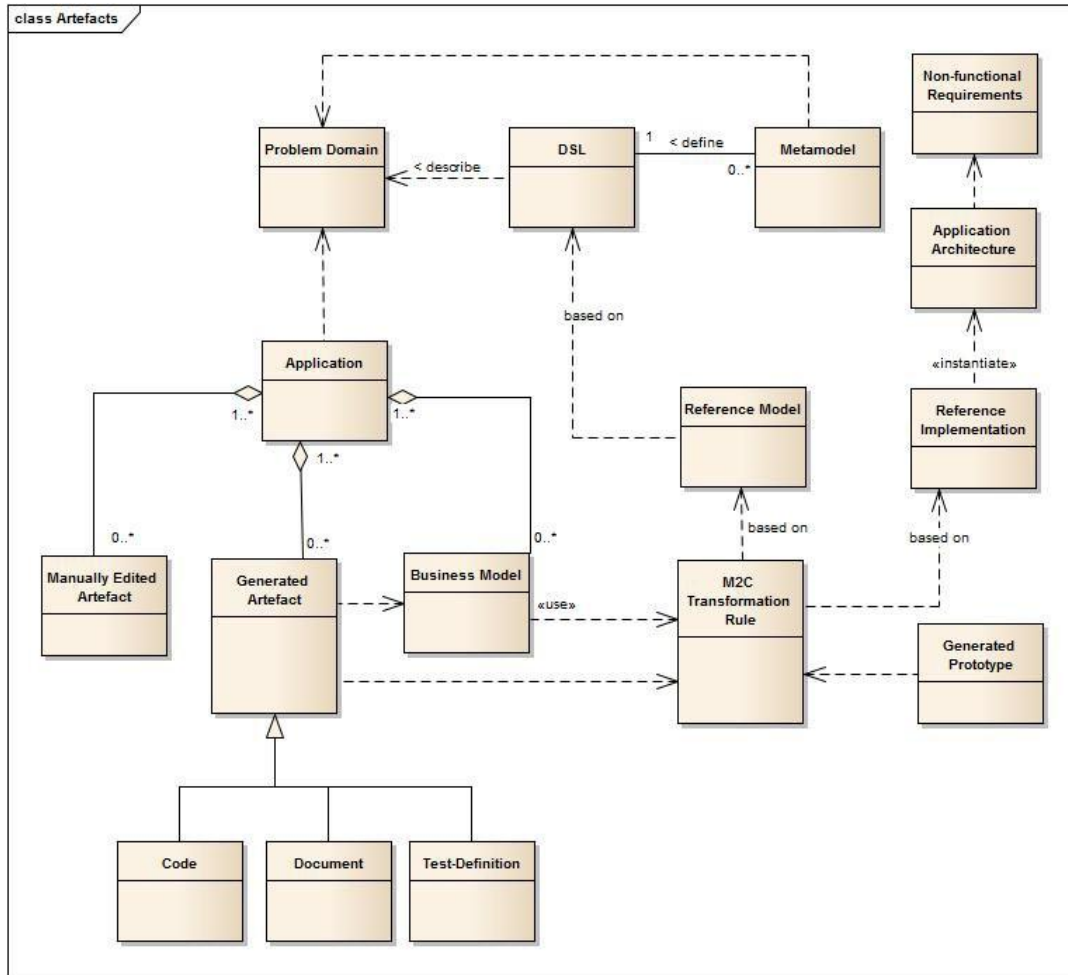 class Artefacts
Non-functional
Requirements
Problem Domain
DSL
1
< define
0..*
Metamodel
< describe
Application
Architecture
based on
«instantiate»
Application
1..*
1..*
1..*
Reference Model
Reference
Implementation
based on
based on
0..*
0..*
0..*
Manually Edited
Artefact
Generated
Artefact
Business Model
«use»
M2C
Transformation
Rule
Generated
Prototype
Code
Document
Test-Definition